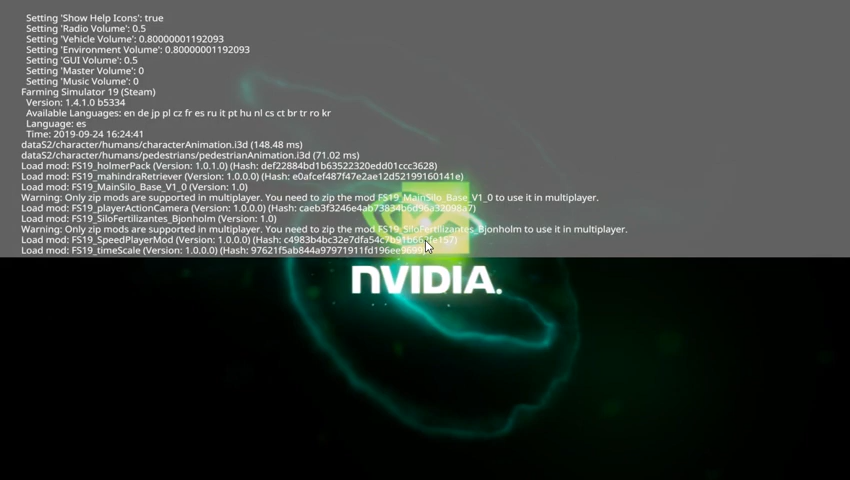 Setting 'Show Help Icons': true
Setting 'Radio Volume': 0.5
Setting 'Vehicle Volume': 0.80000001192093
Setting 'Environment Volume': 0.80000001192093
Setting 'GUI Volume': 0.5
Setting 'Master Volume': 0
Setting 'Music Volume': 0
Farming Simulator 19 (Steam)
Version: 1.4.1.0 b5334
Available Languages: en de jp pl cz fr es ru it pt hu nl cs ct br tr ro kr
Language: es
Time: 2019-09-24 16:24:41
dataS2/character/humans/characterAnimation.i3d (148.48 ms)
dataS2/character/humans/pedestrians/pedestrianAnimation.i3d (71.02 ms)
Load mod: FS19_holmerPack (Version: 1.0.1.0) (Hash: def22884bd1b63522320edd01ccc3628)
Load mod: FS19_mahindraRetriever (Version: 1.0.0.0) (Hash: e0afcef487f47e2ae12d52199160141e)
Load mod: FS19_MainSilo_Base_V1_0 (Version: 1.0)
Warning: Only zip mods are supported in multiplayer. You need to zip the mod FS19_MainSilo_Base_V1_0 to use it in multiplayer.
Load mod: FS19_playerActionCamera (Version: 1.0.0.0) (Hash:
Load mod: FS19_SiloFertilizantes_Bjonholm (Version: 1.0)
Warning: Only zip mods are supported in multiplayer. You need to zip the mod FS19_SiloFertilizantes_Bjonholm to use it in multiplayer.
Load mod: FS19_SpeedPlayerMod (Version: 1.0.0.0) (Hash:
Load mod: FS19_timeScale (Version: 1.0.0.0) (Hash:
NVIDIA.